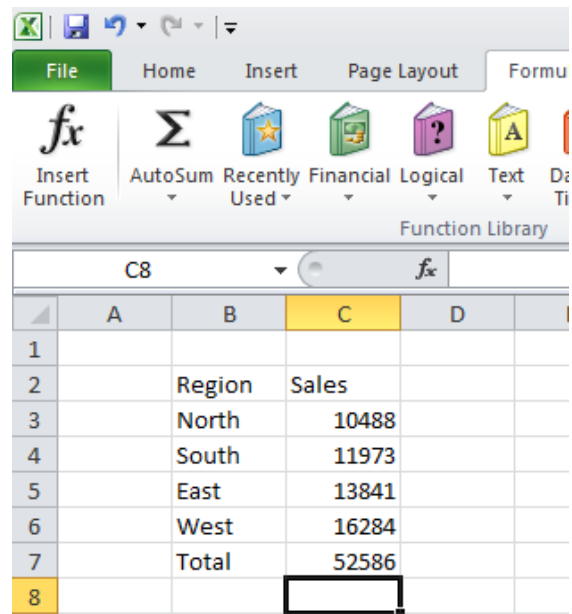 File Home Insert Page Layout
fx Σ ? A
Insert AutoSum Recently Financial Logical Text
Function Used
Function Library
C8 fx
A B C D
1
2 Region Sales
3 North 10488
4 South 11973
5 East 13841
6 West 16284
7 Total 52586
8